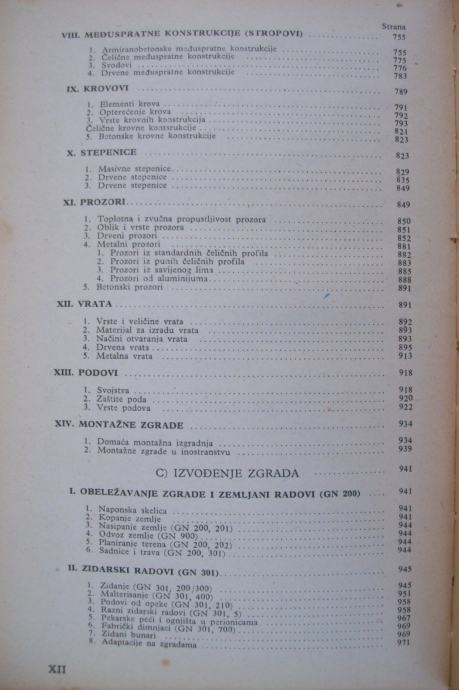 Strana
VIII. MEĐUSPRATNE KONSTRUKCIJE (STROPOVI) 755
1. Armiranobetonske međuspratne konstrukcije 755
2. Čelične međuspratne konstrukcije 775
3. Svodovi 776
4. Drvene međuspratne konstrukcije 783
IX. KROVOVI 789
1. Elementi krova 791
2. Opterećenje krova 792
3. Vrste krovnih konstrukcija 793
Čelične krovne konstrukcije 821
5. Betonske krovne konstrukcije 823
X. STEPENICE 823
1. Masivne stepenice 829
2. Drvene stepenice 835
3. Drvene stepenice 849
XI. PROZORI 849
1. Toplotna i zvučna propustljivost prozora 850
2. Oblik i vrste prozora 851
3. Drveni prozori 852
4. Metalni prozori 881
1. Prozori iz standardnih čeličnih profila 882
2. Prozori iz punih čeličnih profila 883
3. Prozori iz savijenog lima 885
4. Prozori od aluminijuma 888
5. Betonski prozori 891
XII. VRATA 891
1. Vrste i veličine vrata 892
2. Materijal za izradu vrata 893
3. Načini otvaranja vrata 893
4. Drvena vrata 895
5. Metalna vrata 913
XIII. PODOVI 918
1. Svojstva 918
2. Zaštite poda 920
3. Vrste podova 922
XIV. MONTAŽNE ZGRADE 934
1. Domaća montažna izgradnja 934
2. Montažne zgrade u inostranstvu 939
C) IZVOĐENJE ZGRADA 941
I. OBELEŽAVANJE ZGRADE I ZEMLJANI RADOVI (GN 200) 941
1. Naponska skelica 941
2. Kopanje zemlje 941
3. Nasipanje zemlje (GN 200, 201) 944
4. Odvoz zemlje (GN 900) 944
5. Planiranje terena (GN 200, 202) 944
6. Sadnice i trava (GN 200, 301) 944
II. ZIDARSKI RADOVI (GN 301) 945
1. Zidanje (GN 301, 200/300) 945
2. Malterisanje (GN 301, 400) 951
3. Podovi od opeke (GN 301, 210) 958
4. Razni zidarski radovi (GN 301, 5) 958
5. Pekarske peći i ognjišta u perionicama 967
6. Fabrički dimnjaci (GN 301, 700) 969
7. Zidani bunari 969
8. Adaptacije na zgradama 971
XII